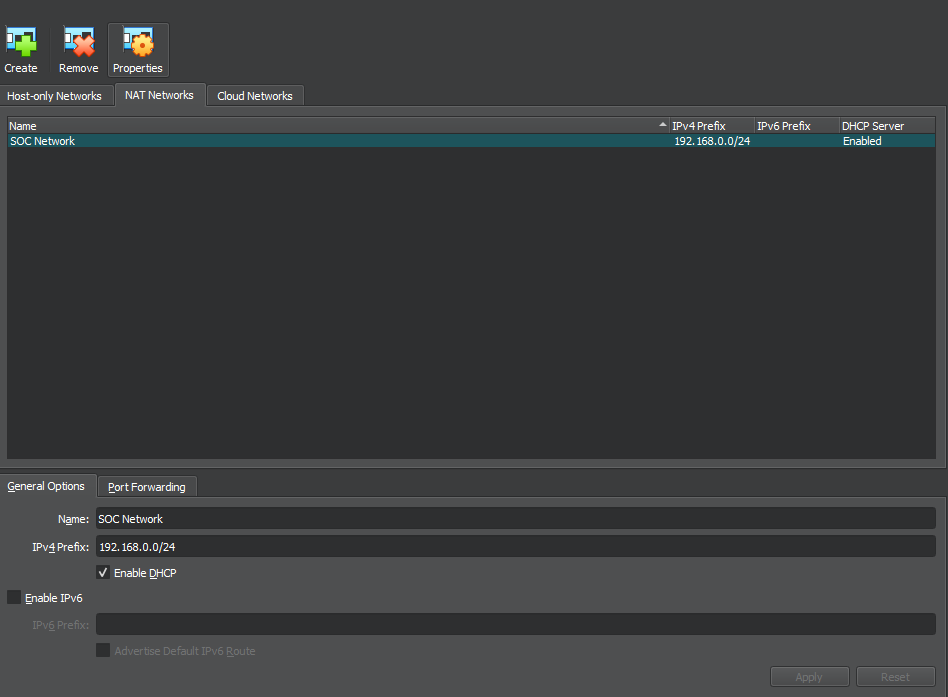 Create Remove Properties
Host-only Networks NAT Networks Cloud Networks
Name IPv4 Prefix IPv6 Prefix DHCP Server
SOC Network 192.168.0.0/24 Enabled
General Options Port Forwarding
Name: SOC Network
IPv4 Prefix: 192.168.0.0/24
Enable DHCP
Enable IPv6
IPv6 Prefix:
Advertise Default IPv6 Route
Apply Reset